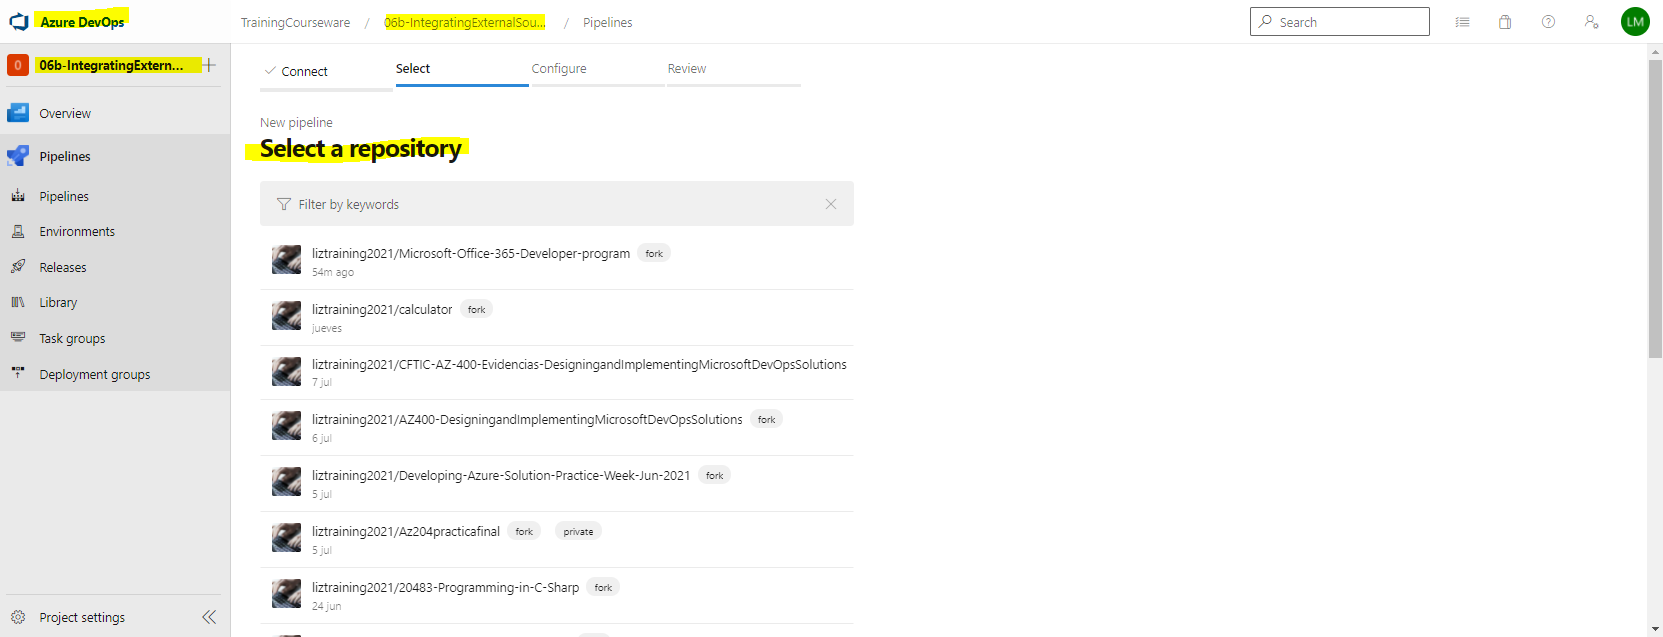 Azure DevOps
TrainingCourseware / 06b-IntegratingExternalSou... / Pipelines
Search
LM
0 06b-IntegratingExtern... +
Overview
Pipelines
Pipelines
Environments
Releases
Library
Task groups
Deployment groups
Project settings
Connect
Select
Configure
Review
New pipeline
Select a repository
Filter by keywords
liztraining2021/Microsoft-Office-365-Developer-program fork
54m ago
liztraining2021/calculator fork
jueves
liztraining2021/CFTIC-AZ-400-Evidencias-DesigningandImplementingMicrosoftDevOpsSolutions
7 jul
liztraining2021/AZ400-DesigningandImplementingMicrosoftDevOpsSolutions fork
6 jul
liztraining2021/Developing-Azure-Solution-Practice-Week-Jun-2021 fork
5 jul
liztraining2021/Az204practicafinal fork private
5 jul
liztraining2021/20483-Programming-in-C-Sharp fork
24 jun